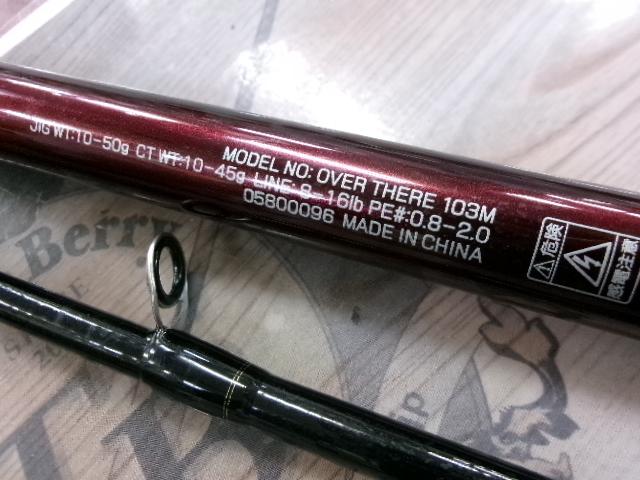 MODEL NO: OVER THERE 103M
JIG WT:10-50g CT WT:10-45g LINE: 8-16lb PE#:0.8-2.0
05800096 MADE IN CHINA
危険
感電注意
Berry